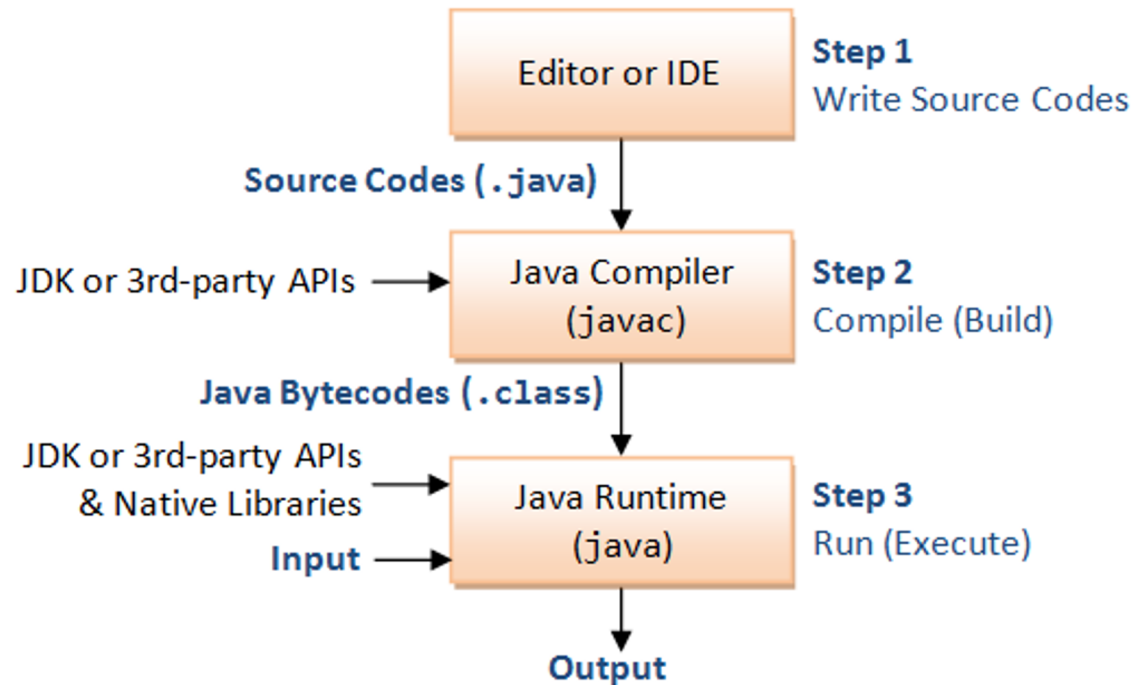 Editor or IDE
Step 1
Write Source Codes
Source Codes (.java)
JDK or 3rd-party APIs
Java Compiler
(javac)
Step 2
Compile (Build)
Java Bytecodes (.class)
JDK or 3rd-party APIs
& Native Libraries
Input
Java Runtime
(java)
Step 3
Run (Execute)
Output